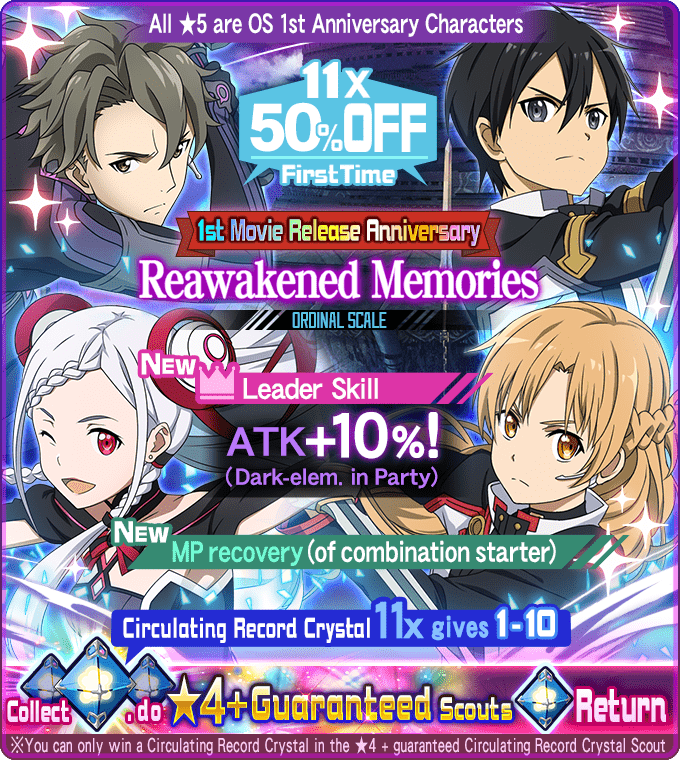 All ★5 are OS 1st Anniversary Characters
11x
50%OFF
First Time
1st Movie Release Anniversary
Reawakened Memories
ORDINAL SCALE
NEW
Leader Skill
ATK+10%!
(Dark-elem. in Party)
NEW
MP recovery (of combination starter)
Circulating Record Crystal 11x gives 1-10
Collect .do ★4+Guaranteed Scouts Return
※You can only win a Circulating Record Crystal in the ★4 + guaranteed Circulating Record Crystal Scout